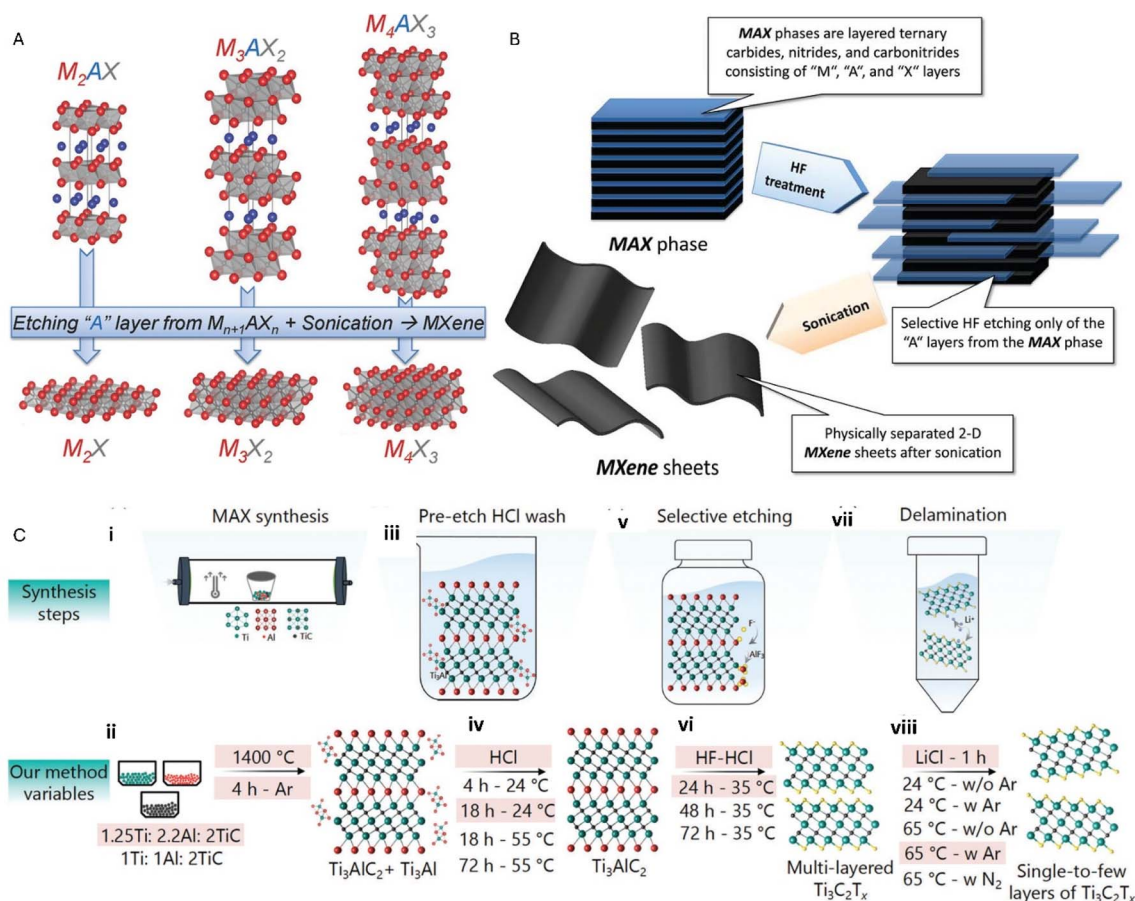 A
M₂AX
M₃AX₂
M₄AX₃
Etching "A" layer from Mₙ₊₁AXₙ + Sonication → MXene
M₂X
M₃X₂
M₄X₃
B
MAX phases are layered ternary
carbides, nitrides, and carbonitrides
consisting of "M", "A", and "X" layers
HF
treatment
MAX phase
Sonication
Selective HF etching only of the
"A" layers from the MAX phase
Physically separated 2-D
MXene sheets after sonication
MXene sheets
C
Synthesis
steps
i
MAX synthesis
Ti
Al
TiC
iii
Pre-etch HCl wash
Ti₃Al
v
Selective etching
F⁻
AlF₃
vii
Delamination
Li⁺
Our method
variables
ii
1.25Ti: 2.2Al: 2TiC
1Ti: 1Al: 2TiC
1400 °C
4 h - Ar
Ti₃AlC₂ + Ti₃Al
iv
HCl
4 h - 24 °C
18 h - 24 °C
18 h - 55 °C
72 h - 55 °C
Ti₃AlC₂
vi
HF-HCl
24 h - 35 °C
48 h - 35 °C
72 h - 35 °C
Multi-layered
Ti₃C₂Tₓ
viii
LiCl - 1 h
24 °C - w/o Ar
24 °C - w Ar
65 °C - w/o Ar
65 °C - w Ar
65 °C - w N₂
Single-to-few
layers of Ti₃C₂Tₓ